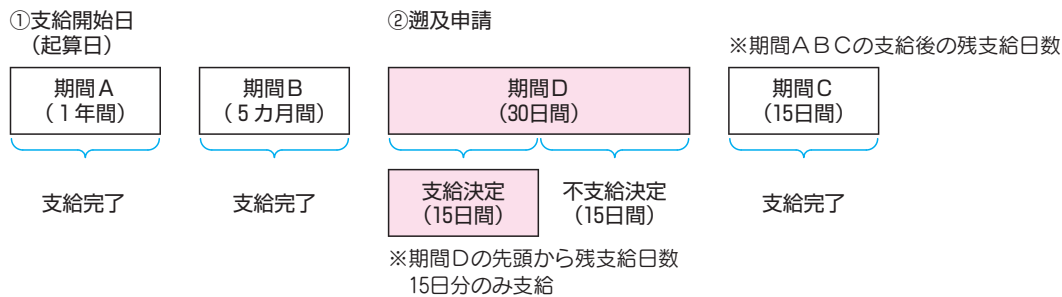 ①支給開始日
（起算日）
②遡及申請
※期間ＡＢＣの支給後の残支給日数
期間Ａ
（１年間）
期間Ｂ
（５カ月間）
期間Ｄ
（30日間）
期間Ｃ
（15日間）
支給完了
支給完了
支給決定
（15日間）
不支給決定
（15日間）
支給完了
※期間Ｄの先頭から残支給日数
15日分のみ支給